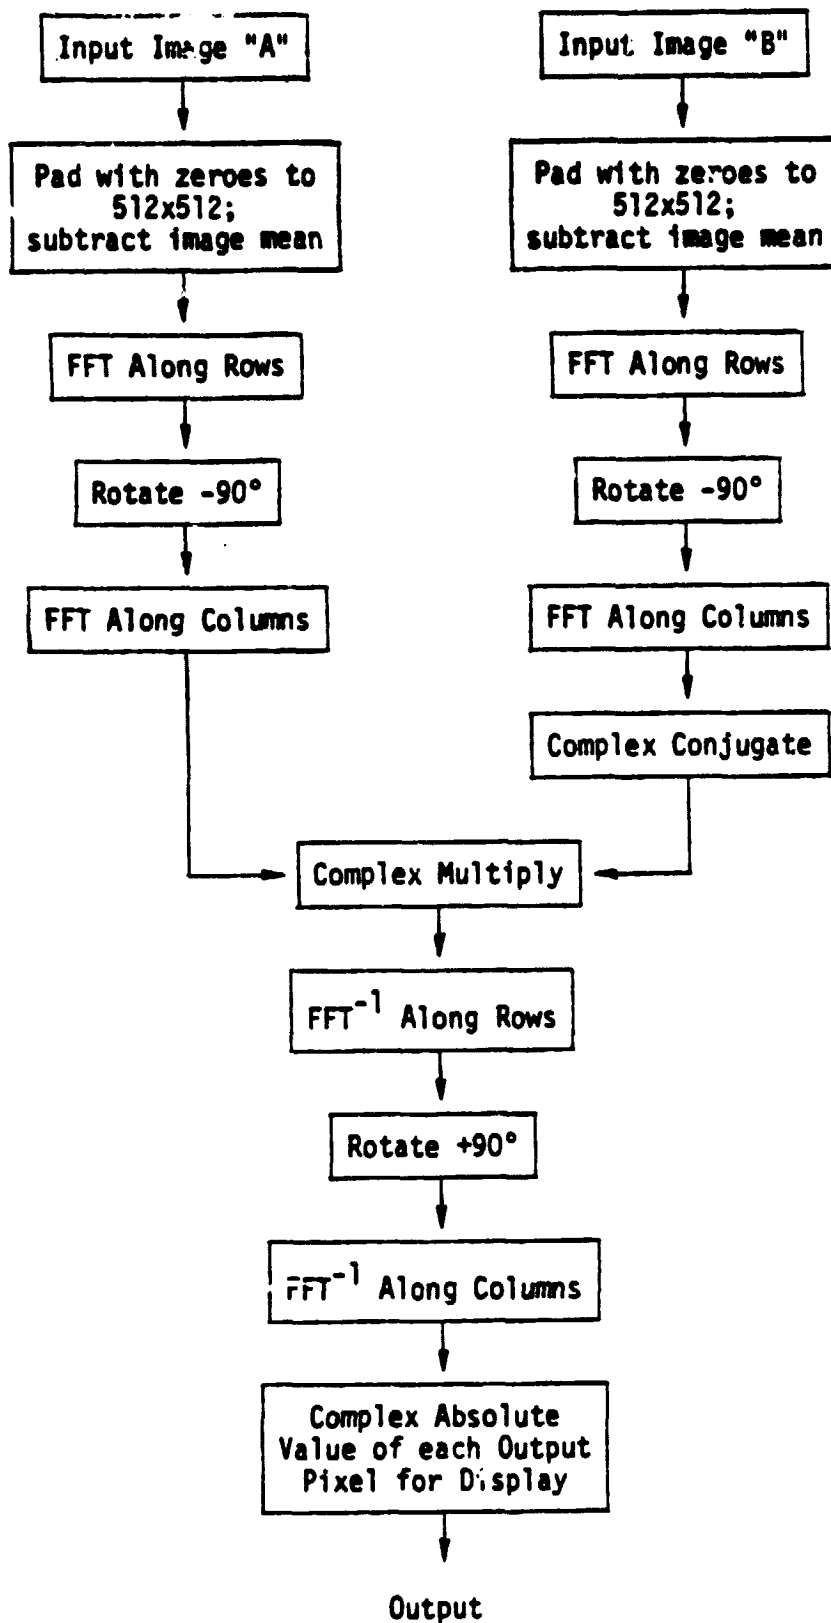 Input Image "A"
Input Image "B"
Pad with zeroes to
512x512;
subtract image mean
Pad with zeroes to
512x512;
subtract image mean
FFT Along Rows
FFT Along Rows
Rotate -90°
Rotate -90°
FFT Along Columns
FFT Along Columns
Complex Conjugate
Complex Multiply
FFT⁻¹ Along Rows
Rotate +90°
FFT⁻¹ Along Columns
Complex Absolute
Value of each Output
Pixel for Display
Output